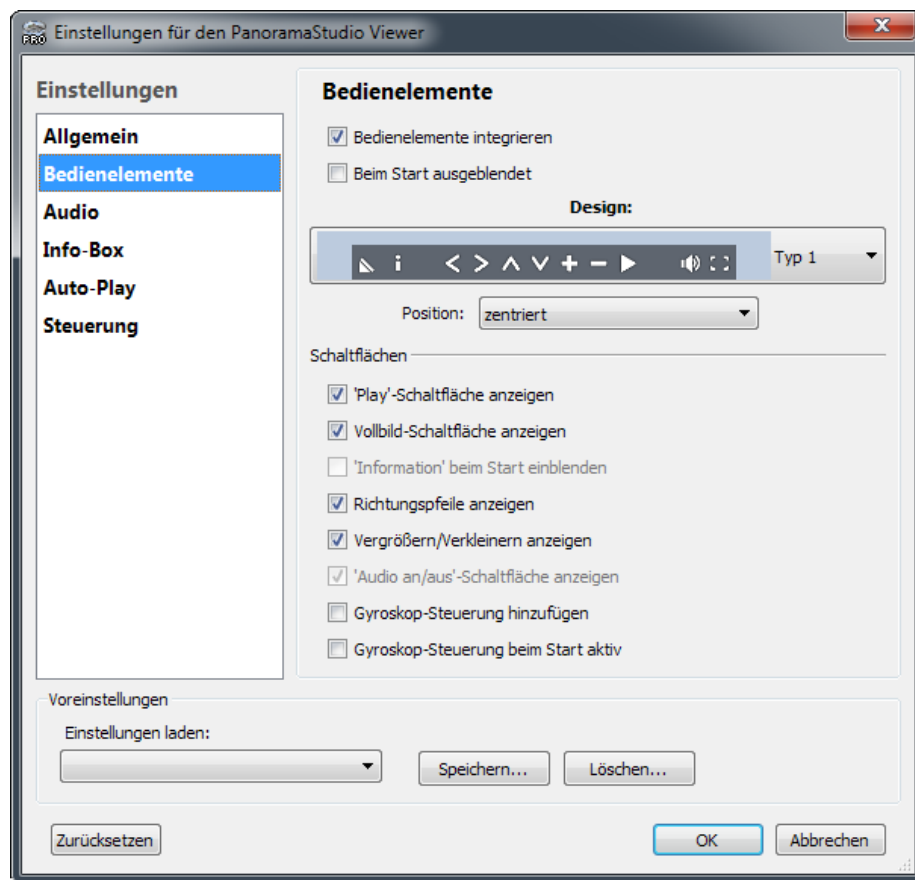 PRO Einstellungen für den PanoramaStudio Viewer
Einstellungen
Allgemein
Bedienelemente
Audio
Info-Box
Auto-Play
Steuerung
Bedienelemente
Bedienelemente integrieren
Beim Start ausgeblendet
Design:
Typ 1
Position: zentriert
Schaltflächen
'Play'-Schaltfläche anzeigen
Vollbild-Schaltfläche anzeigen
'Information' beim Start einblenden
Richtungspfeile anzeigen
Vergrößern/Verkleinern anzeigen
'Audio an/aus'-Schaltfläche anzeigen
Gyroskop-Steuerung hinzufügen
Gyroskop-Steuerung beim Start aktiv
Voreinstellungen
Einstellungen laden:
Speichern... Löschen...
Zurücksetzen OK Abbrechen